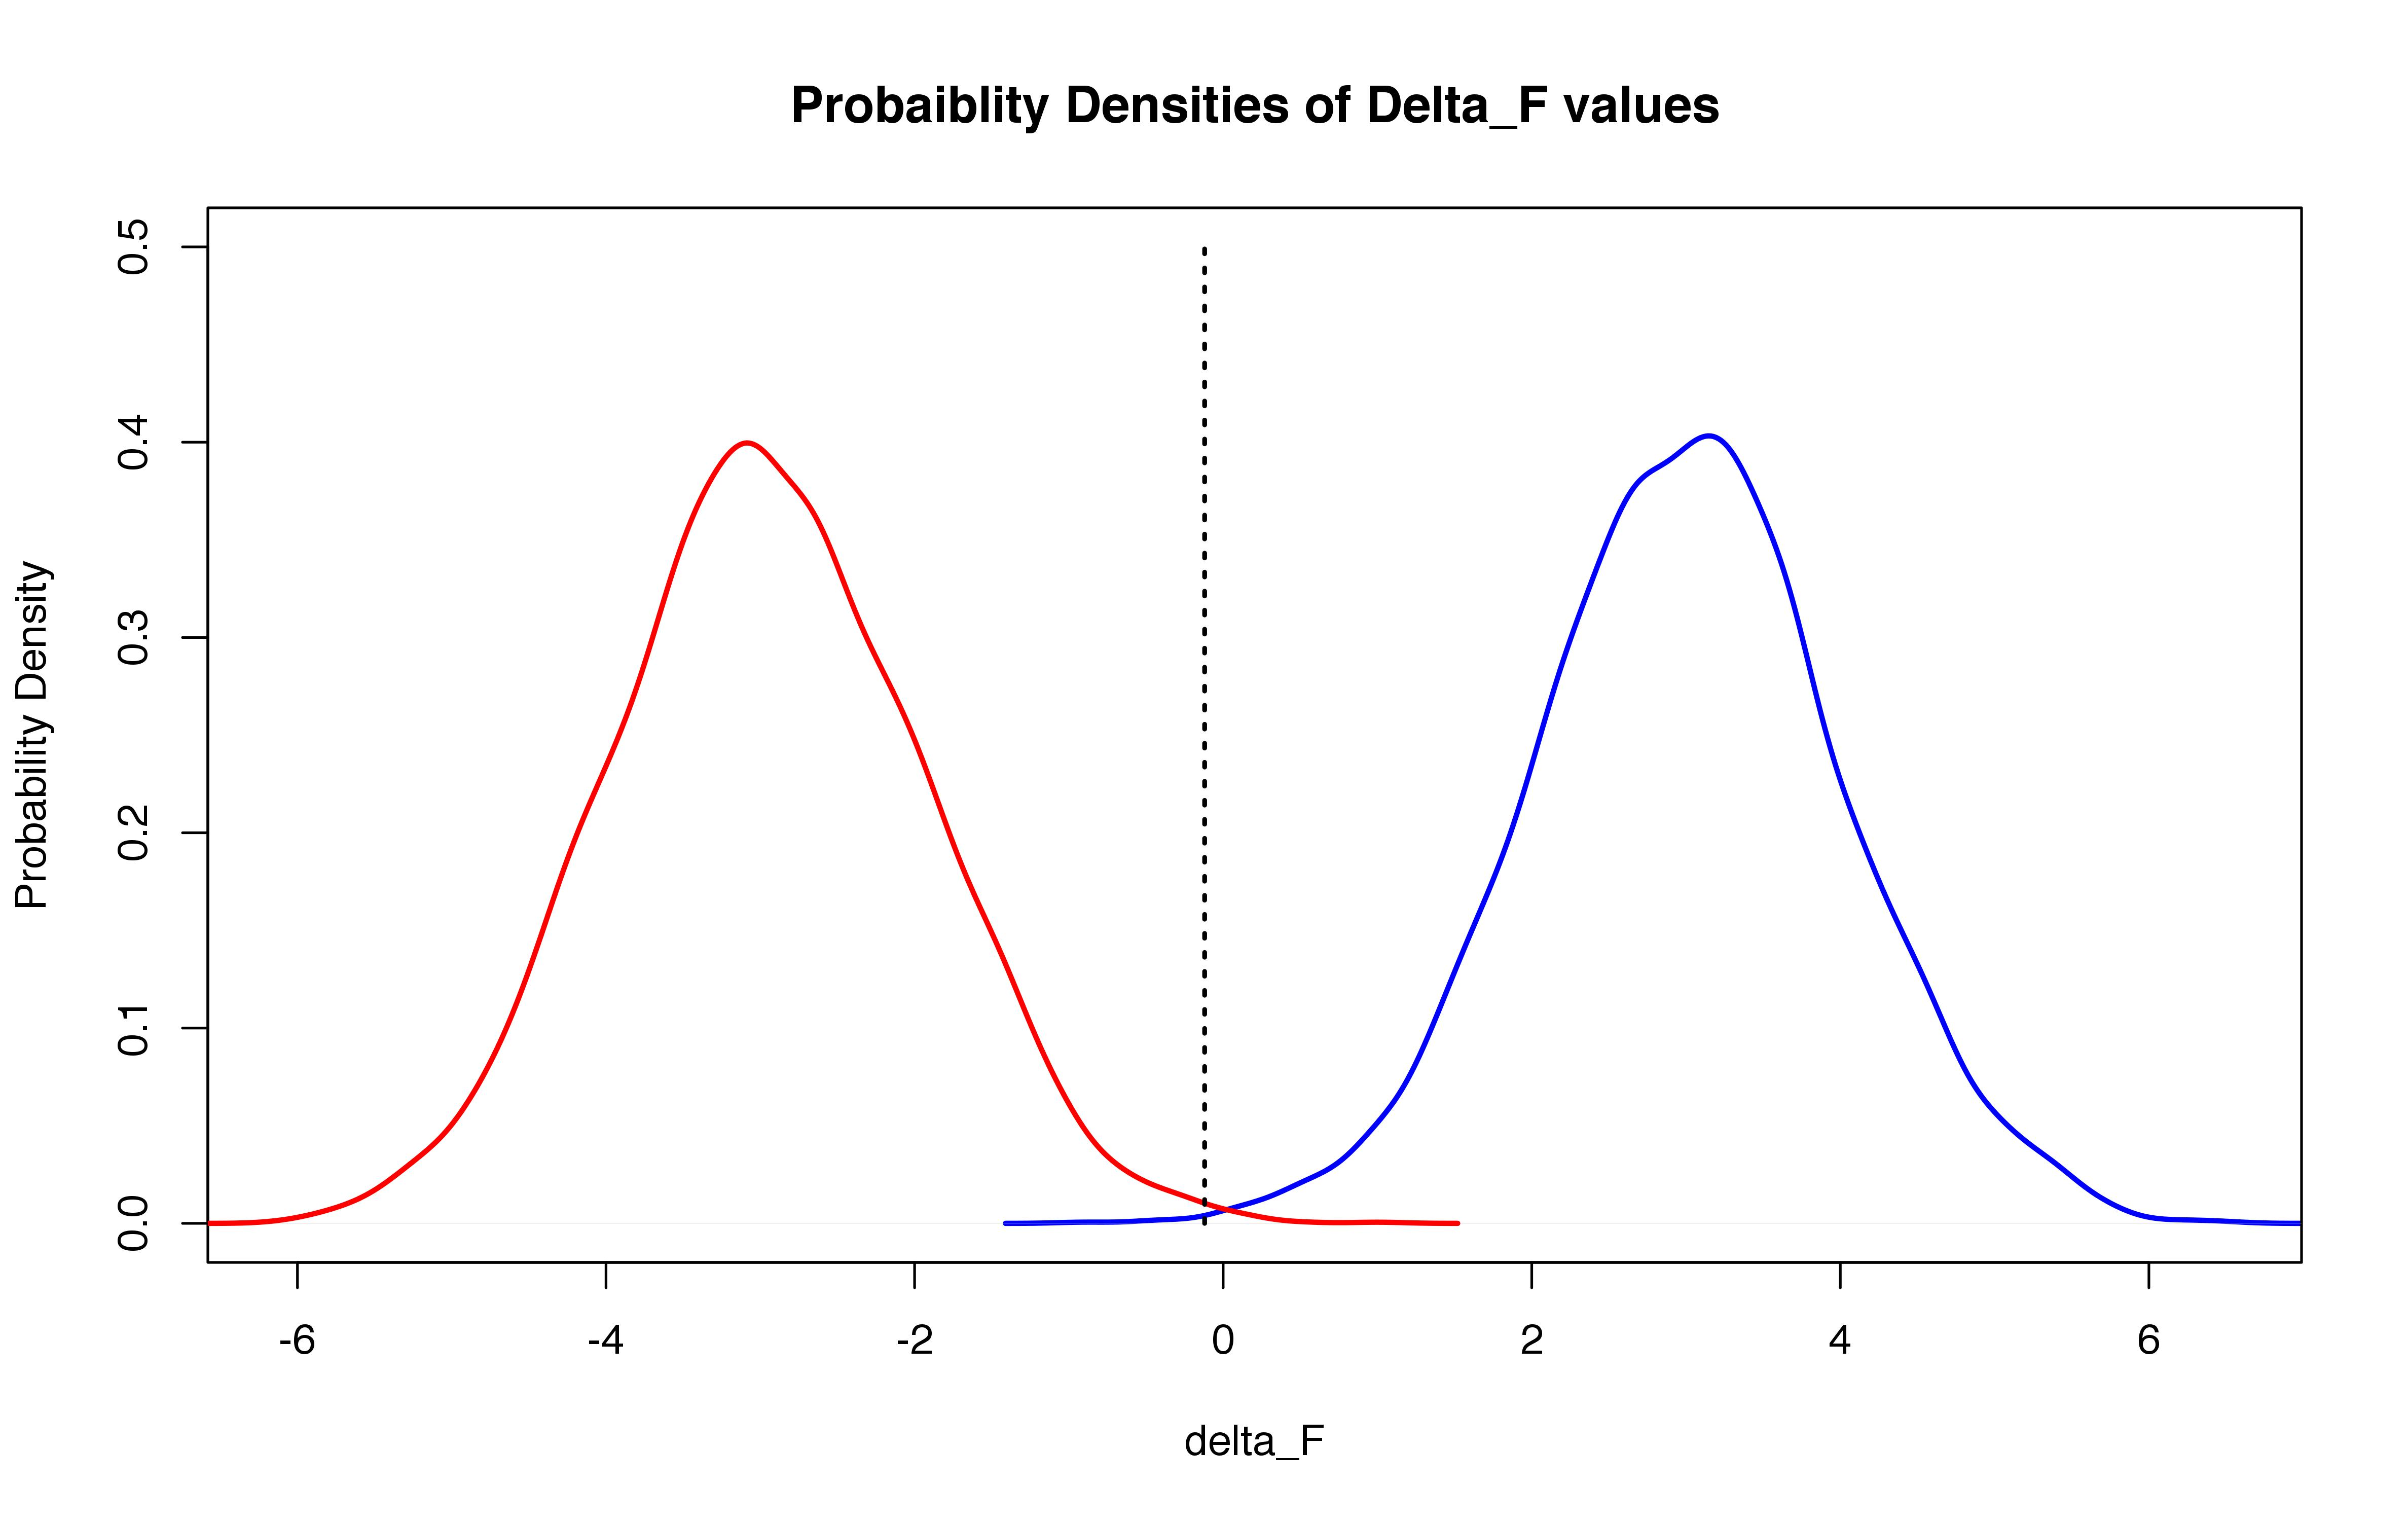 Probaiblity Densities of Delta_F values
Probability Density
0.5
0.4
0.3
0.2
0.1
0.0
-6 -4 -2 0 2 4 6
delta_F